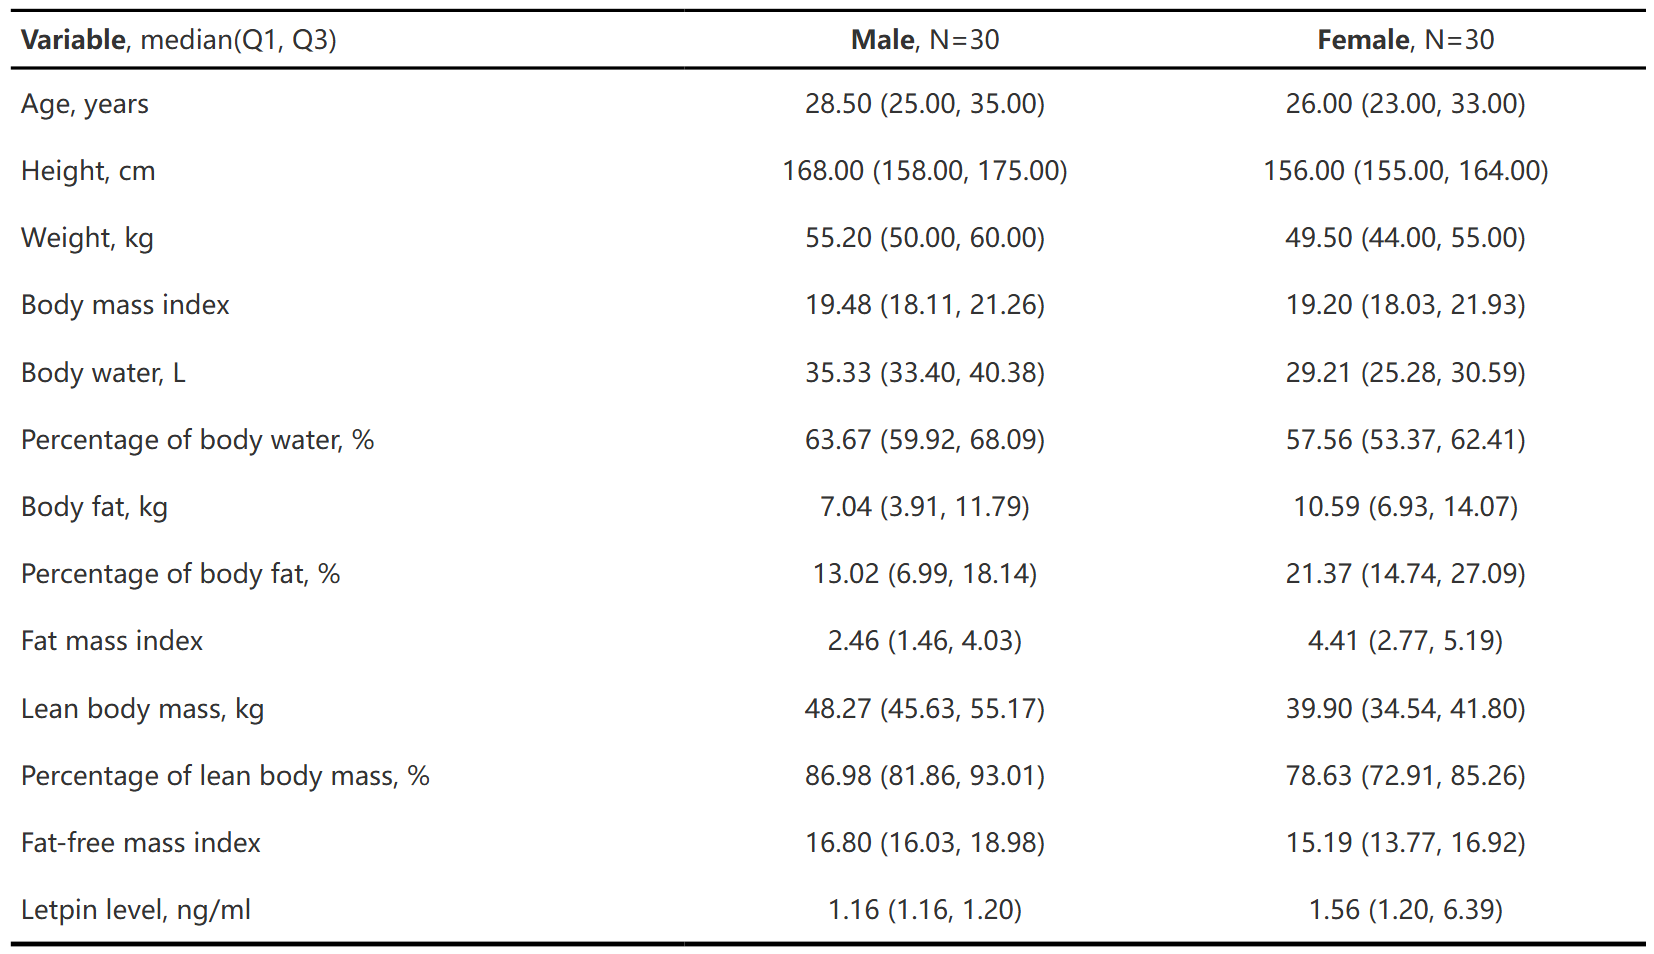 Variable, median(Q1, Q3) Male, N=30 Female, N=30
Age, years 28.50 (25.00, 35.00) 26.00 (23.00, 33.00)
Height, cm 168.00 (158.00, 175.00) 156.00 (155.00, 164.00)
Weight, kg 55.20 (50.00, 60.00) 49.50 (44.00, 55.00)
Body mass index 19.48 (18.11, 21.26) 19.20 (18.03, 21.93)
Body water, L 35.33 (33.40, 40.38) 29.21 (25.28, 30.59)
Percentage of body water, % 63.67 (59.92, 68.09) 57.56 (53.37, 62.41)
Body fat, kg 7.04 (3.91, 11.79) 10.59 (6.93, 14.07)
Percentage of body fat, % 13.02 (6.99, 18.14) 21.37 (14.74, 27.09)
Fat mass index 2.46 (1.46, 4.03) 4.41 (2.77, 5.19)
Lean body mass, kg 48.27 (45.63, 55.17) 39.90 (34.54, 41.80)
Percentage of lean body mass, % 86.98 (81.86, 93.01) 78.63 (72.91, 85.26)
Fat-free mass index 16.80 (16.03, 18.98) 15.19 (13.77, 16.92)
Letpin level, ng/ml 1.16 (1.16, 1.20) 1.56 (1.20, 6.39)